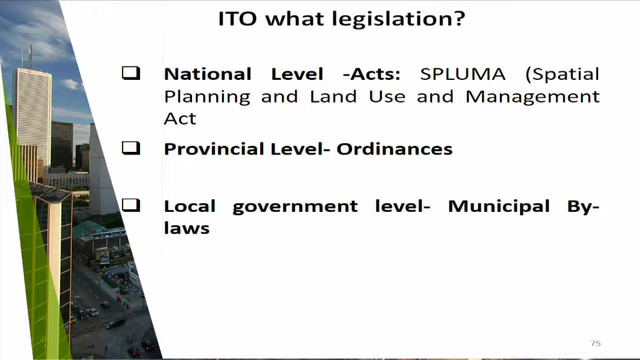 ITO what legislation?
National Level -Acts: SPLUMA (Spatial
Planning and Land Use and Management
Act
Provincial Level- Ordinances
Local government level- Municipal By-
laws
75